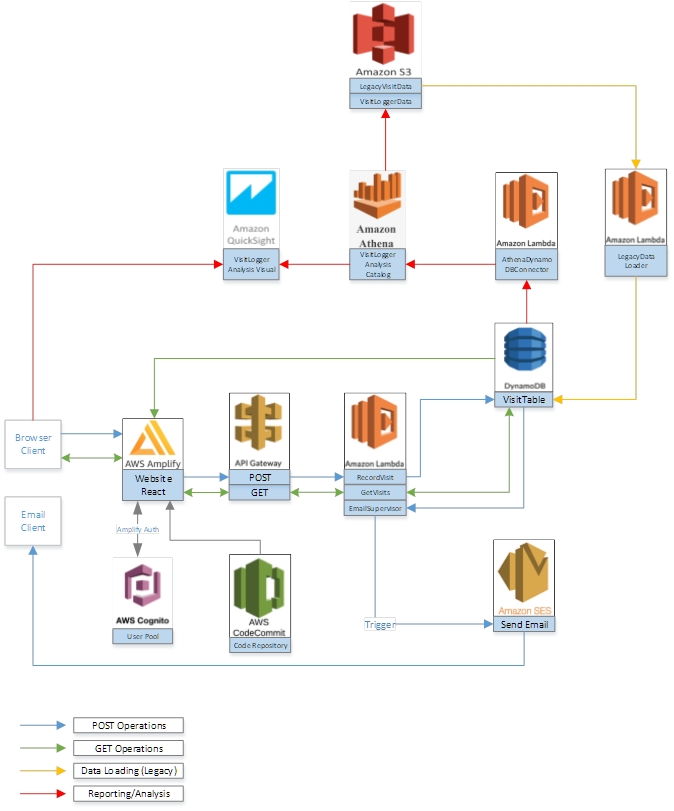 Amazon S3
LegacyVisitData
VisitLoggerData
Amazon
QuickSight
VisitLogger
Analysis Visual
Amazon
Athena
VisitLogger
Analysis
Catalog
Amazon Lambda
AthenaDynamo
DBConnector
Amazon Lambda
LegacyData
Loader
DynamoDB
VisitTable
Browser
Client
AWS Amplify
Website
React
API Gateway
POST
GET
Amazon Lambda
RecordVisit
GetVisits
EmailSupervisor
Email
Client
Amplify Auth
AWS Cognito
User Pool
AWS
CodeCommit
Code Repository
Trigger
Amazon SES
Send Email
POST Operations
GET Operations
Data Loading (Legacy)
Reporting/Analysis